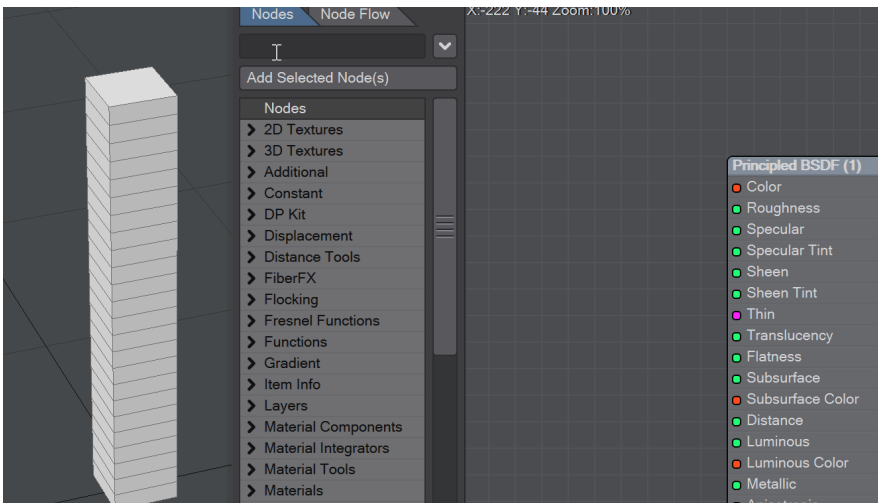 Nodes Node Flow
X:-222 Y:-44 Zoom:100%
Add Selected Node(s)
Nodes
2D Textures
3D Textures
Additional
Constant
DP Kit
Displacement
Distance Tools
FiberFX
Flocking
Fresnel Functions
Functions
Gradient
Item Info
Layers
Material Components
Material Integrators
Material Tools
Materials
Principled BSDF (1)
Color
Roughness
Specular
Specular Tint
Sheen
Sheen Tint
Thin
Translucency
Flatness
Subsurface
Subsurface Color
Distance
Luminous
Luminous Color
Metallic